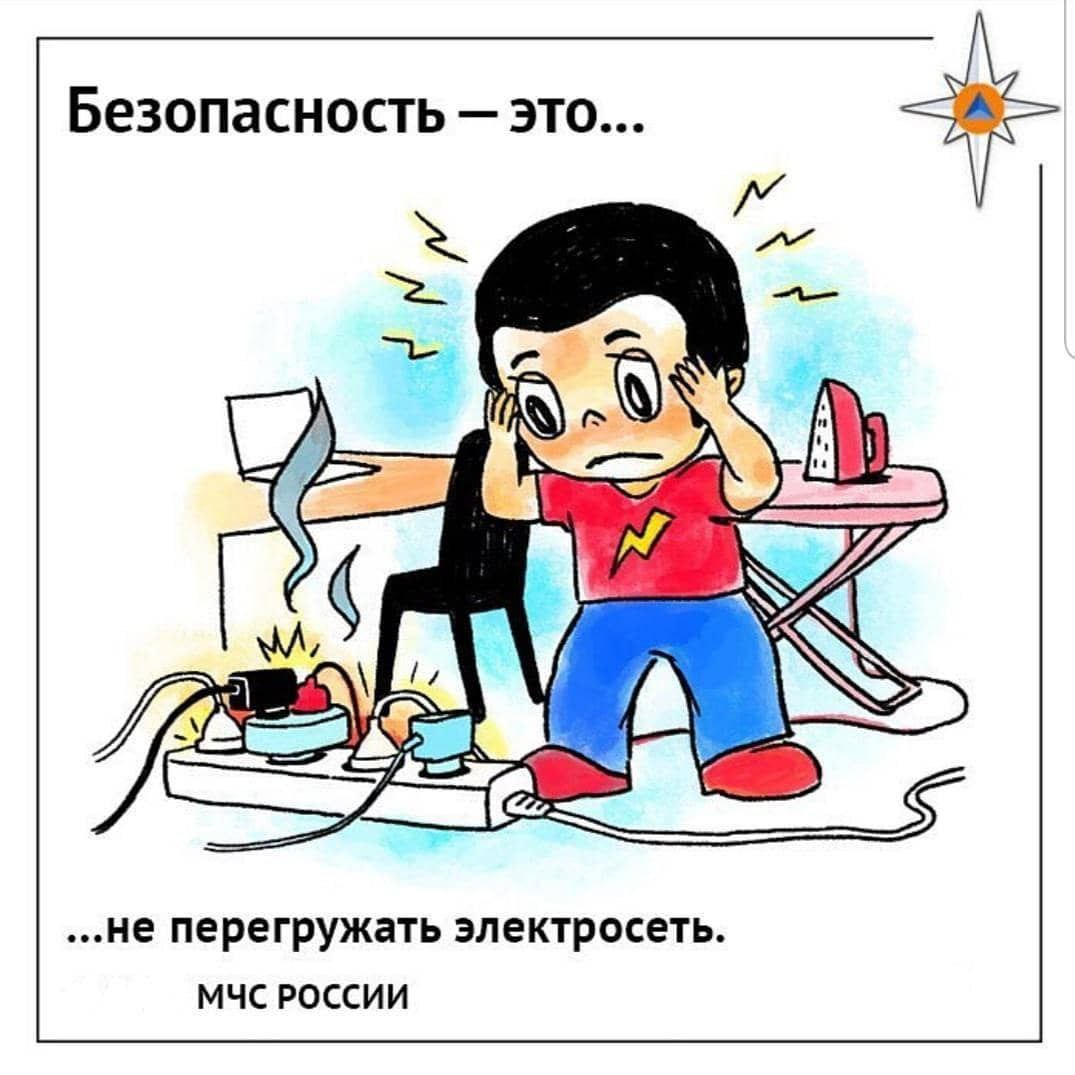 Безопасность – это...
...не перегружать электросеть.
МЧС РОССИИ